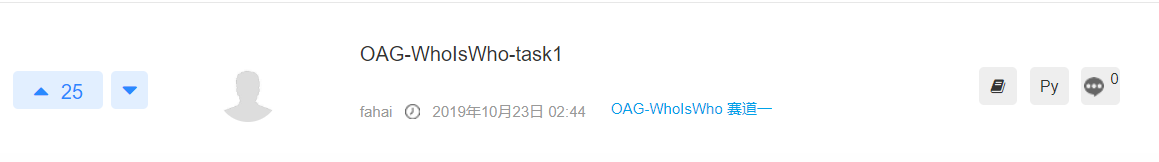 OAG-WhoIsWho-task1
25
fahai 2019年10月23日 02:44 OAG-WhoIsWho 赛道一
Py
0